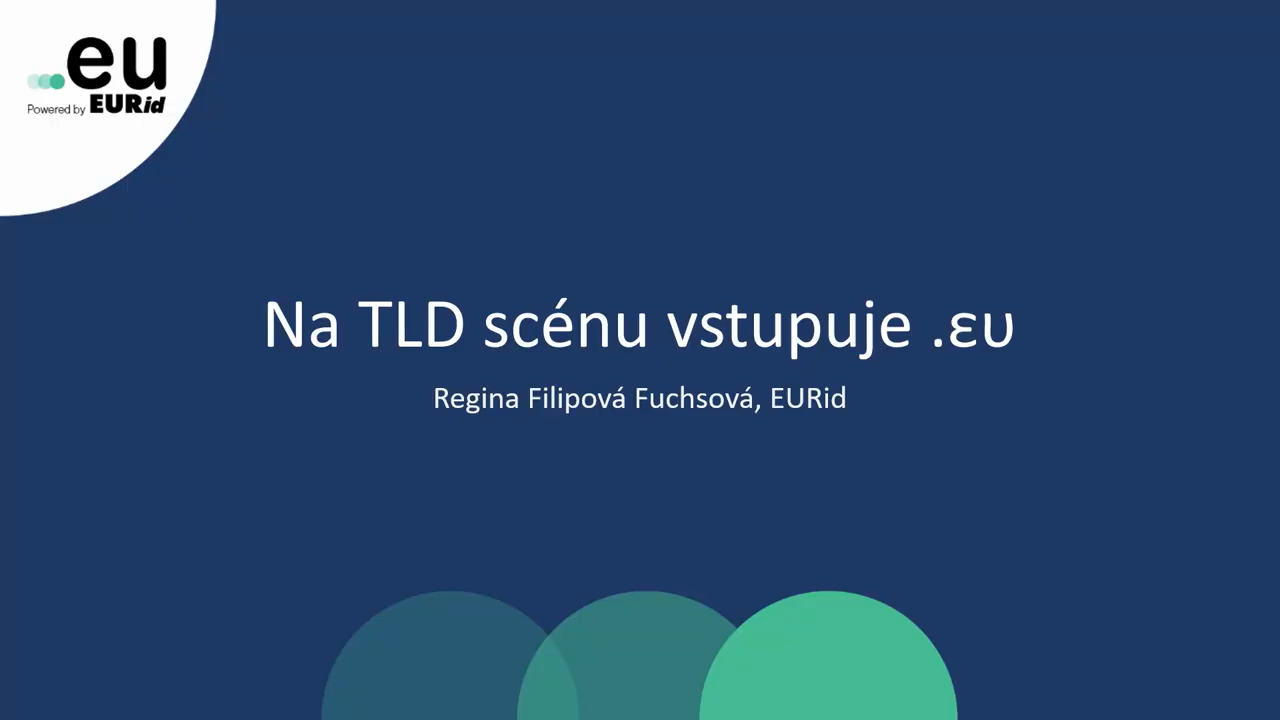 .eu
Powered by EURid
Na TLD scénu vstupuje .ευ
Regina Filipová Fuchsová, EURid